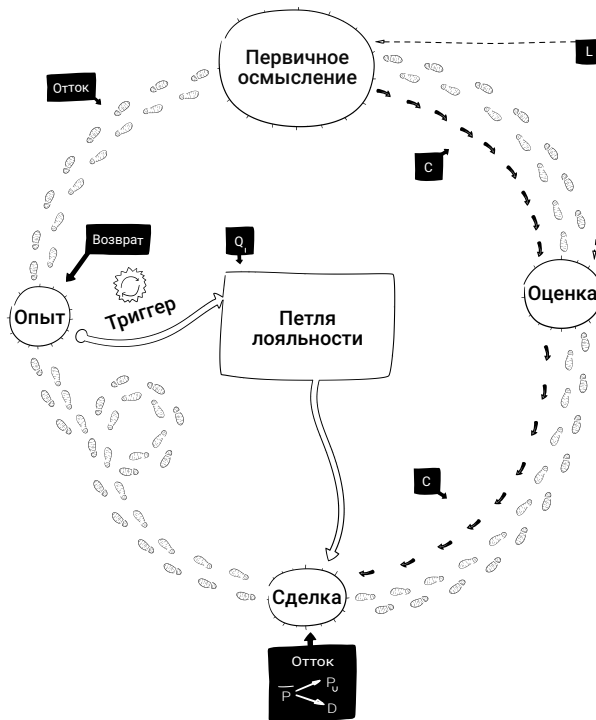 Первичное
осмысление
L
Отток
C
Возврат
Q
Триггер
Опыт
Петля
лояльности
Оценка
C
Сделка
Отток
P
P
D